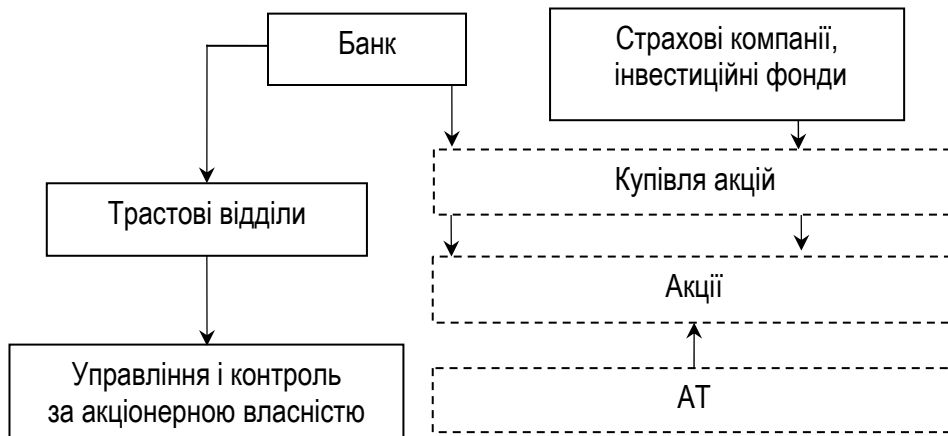 Банк
Страхові компанії,
інвестиційні фонди
Купівля акцій
Трастові відділи
Акції
Управління і контроль
за акціонерною власністю
АТ